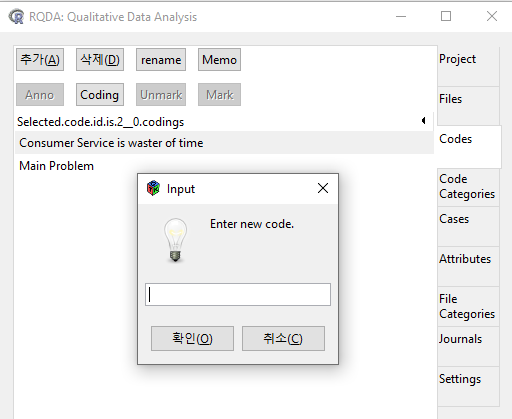 RQDA: Qualitative Data Analysis
추가(A) 삭제(D) rename Memo
Anno Coding Unmark Mark
Selected.code.id.is.2__0.codings
Consumer Service is waster of time
Main Problem
Input
Enter new code.
확인(O) 취소(C)
Project
Files
Codes
Code
Categories
Cases
Attributes
File
Categories
Journals
Settings